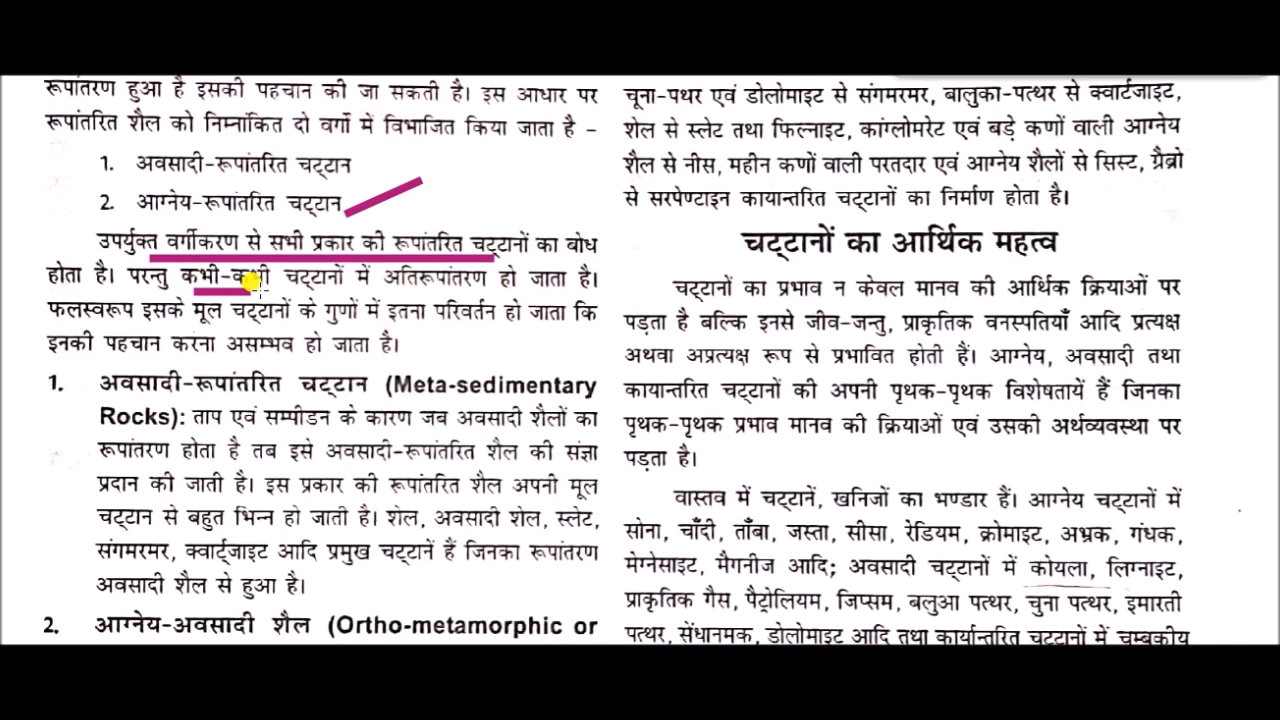 रूपांतरण हुआ है इसकी पहचान की जा सकती है। इस आधार पर
रूपांतरित शैल को निम्नांकित दो वर्गो में विभाजित किया जाता है –
1. अवसादी-रूपांतरित चट्टान
2. आग्नेय-रूपांतरित चट्टान
उपर्युक्त वर्गीकरण से सभी प्रकार की रूपांतरित चट्टानों का बोध
होता है। परन्तु कभी-कभी चट्टानों में अतिरूपांतरण हो जाता है।
फलस्वरूप इसके मूल चट्टानों के गुणों में इतना परिवर्तन हो जाता कि
इनकी पहचान करना असम्भव हो जाता है।
1. अवसादी-रूपांतरित चट्टान (Meta-sedimentary
Rocks): ताप एवं सम्पीडन के कारण जब अवसादी शैलों का
रूपांतरण होता है तब इसे अवसादी-रूपांतरित शैल की संज्ञा
प्रदान की जाती है। इस प्रकार की रूपांतरित शैल अपनी मूल
चट्टान से बहुत भिन्न हो जाती है। शेल, अवसादी शेल, स्लेट,
संगमरमर, क्वार्ट्जाइट आदि प्रमुख चट्टानें हैं जिनका रूपांतरण
अवसादी शैल से हुआ है।
2. आग्नेय-अवसादी शैल (Ortho-metamorphic or
चूना-पथर एवं डोलोमाइट से संगमरमर, बालुका-पत्थर से क्वार्टजाइट,
शेल से स्लेट तथा फिल्नाइट, कांग्लोमरेट एवं बड़े कणों वाली आग्नेय
शैल से नीस, महीन कणों वाली परतदार एवं आग्नेय शैलों से सिस्ट, ग्रैब्रो
से सरपेण्टाइन कायान्तरित चट्टानों का निर्माण होता है।
चट्टानों का आर्थिक महत्व
चट्टानों का प्रभाव न केवल मानव की आर्थिक क्रियाओं पर
पड़ता है बल्कि इनसे जीव-जन्तु, प्राकृतिक वनस्पतियाँ आदि प्रत्यक्ष
अथवा अप्रत्यक्ष रूप से प्रभावित होती हैं। आग्नेय, अवसादी तथा
कायान्तरित चट्टानों की अपनी पृथक-पृथक विशेषतायें हैं जिनका
पृथक-पृथक प्रभाव मानव की क्रियाओं एवं उसकी अर्थव्यवस्था पर
पड़ता है।
वास्तव में चट्टानें, खनिजों का भण्डार हैं। आग्नेय चट्टानों में
सोना, चाँदी, ताँबा, जस्ता, सीसा, रेडियम, क्रोमाइट, अभ्रक, गंधक,
मेग्नेसाइट, मैगनीज आदि; अवसादी चट्टानों में कोयला, लिग्नाइट,
प्राकृतिक गैस, पैट्रोलियम, जिप्सम, बलुआ पत्थर, चुना पत्थर, इमारती
पत्थर, सेंधानमक, डोलोमाइट आदि तथा कार्यान्तरित चट्टानों में चुम्बकीय